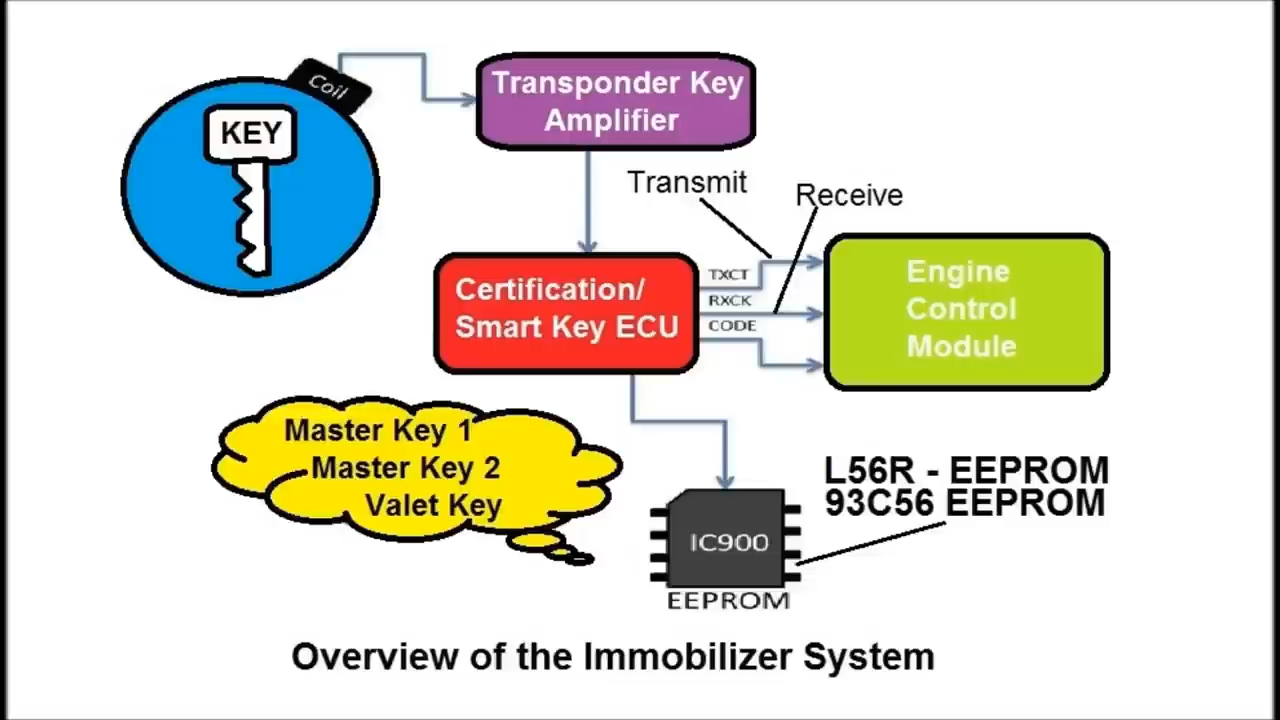 Coil
KEY
Transponder Key
Amplifier
Transmit
Receive
Certification/
Smart Key ECU
TXCT
RXCK
CODE
Engine
Control
Module
Master Key 1
Master Key 2
Valet Key
L56R - EEPROM
93C56 EEPROM
IC900
EEPROM
Overview of the Immobilizer System